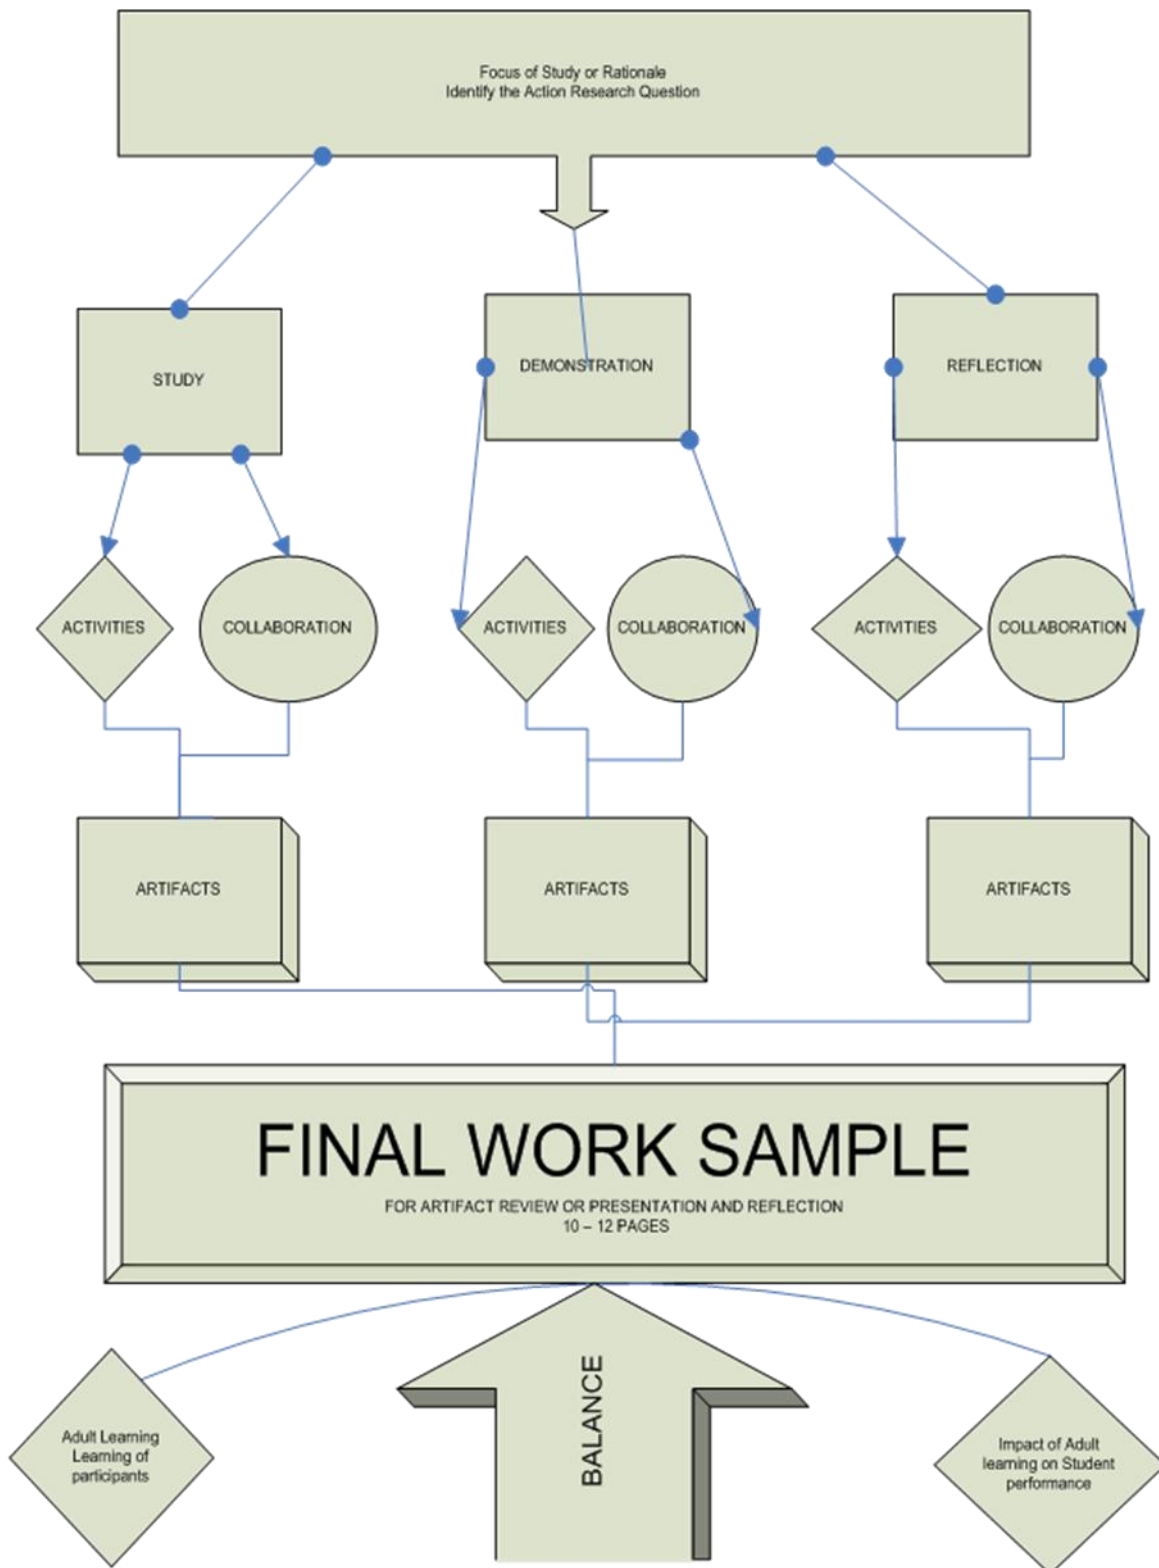 Focus of Study or Rationale
Identify the Action Research Question
STUDY
DEMONSTRATION
REFLECTION
ACTIVITIES
COLLABORATION
ACTIVITIES
COLLABORATION
ACTIVITIES
COLLABORATION
ARTIFACTS
ARTIFACTS
ARTIFACTS
FINAL WORK SAMPLE
FOR ARTIFACT REVIEW OR PRESENTATION AND REFLECTION
10 – 12 PAGES
BALANCE
Adult Learning
Learning of
participants
Impact of Adult
learning on Student
performance